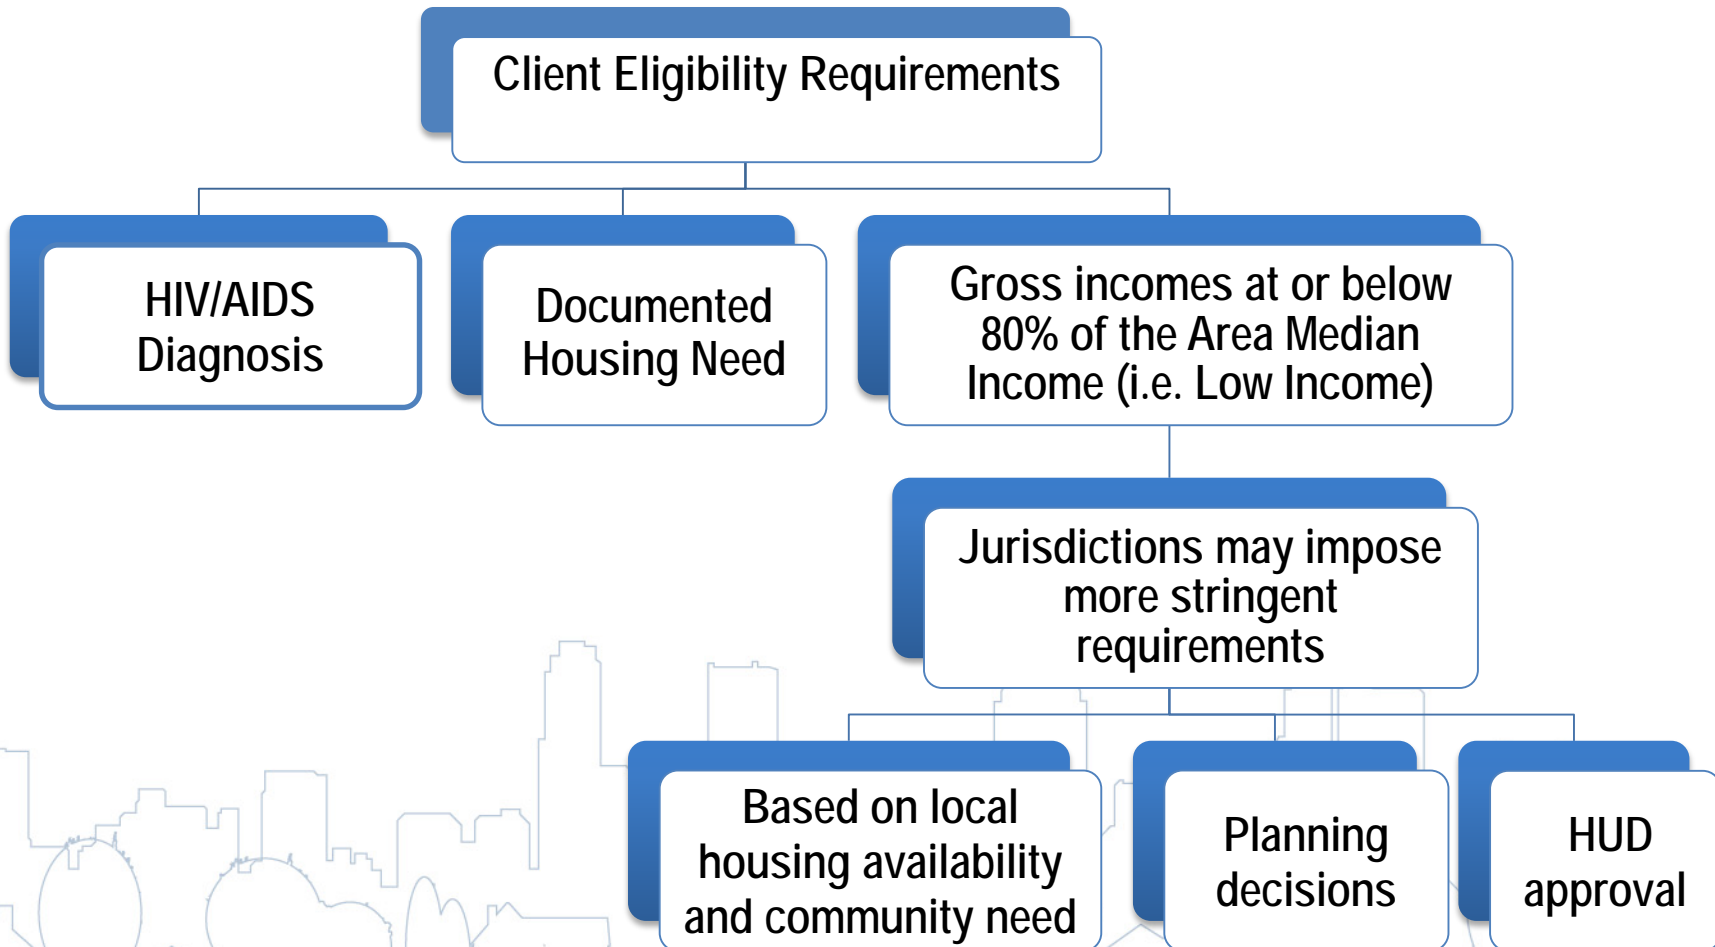 Client Eligibility Requirements
HIV/AIDS
Diagnosis
Documented
Housing Need
Gross incomes at or below
80% of the Area Median
Income (i.e. Low Income)
Jurisdictions may impose
more stringent
requirements
Based on local
housing availability
and community need
Planning
decisions
HUD
approval